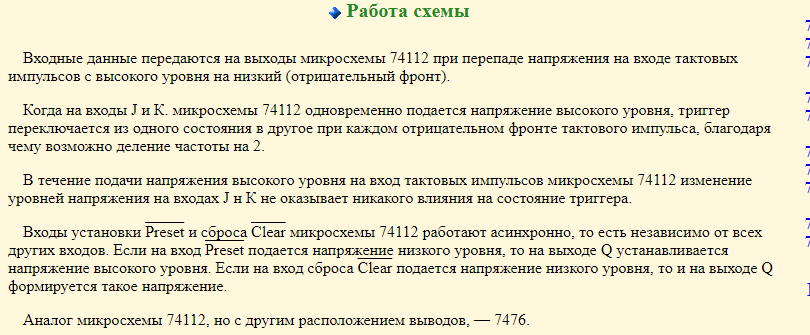 Работа схемы
Входные данные передаются на выходы микросхемы 74112 при перепаде напряжения на входе тактовых
импульсов с высокого уровня на низкий (отрицательный фронт).
Когда на входы J и К. микросхемы 74112 одновременно подается напряжение высокого уровня, триггер
переключается из одного состояния в другое при каждом отрицательном фронте тактового импульса, благодаря
чему возможно деление частоты на 2.
В течение подачи напряжения высокого уровня на вход тактовых импульсов микросхемы 74112 изменение
уровней напряжения на входах J н К не оказывает никакого влияния на состояние триггера.
Входы установки Preset и сброса Clear микросхемы 74112 работают асинхронно, то есть независимо от всех
других входов. Если на вход Preset подается напряжение низкого уровня, то на выходе Q устанавливается
напряжение высокого уровня. Если на вход сброса Clear подается напряжение низкого уровня, то и на выходе Q
формируется такое напряжение.
Аналог микросхемы 74112, но с другим расположением выводов, — 7476.